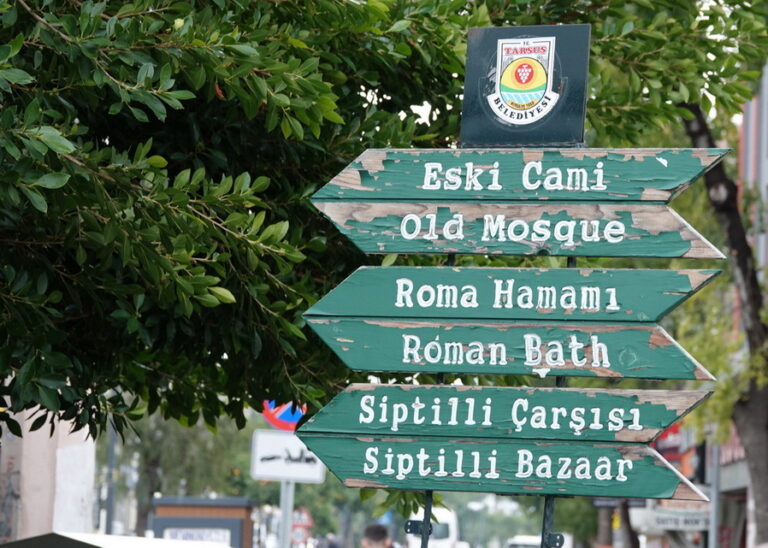 T.C.
TARSUS
BELEDİYESİ
Eski Cami
Old Mosque
Roma Hamamı
Roman Bath
Siptilli Çarşısı
Siptilli Bazaar